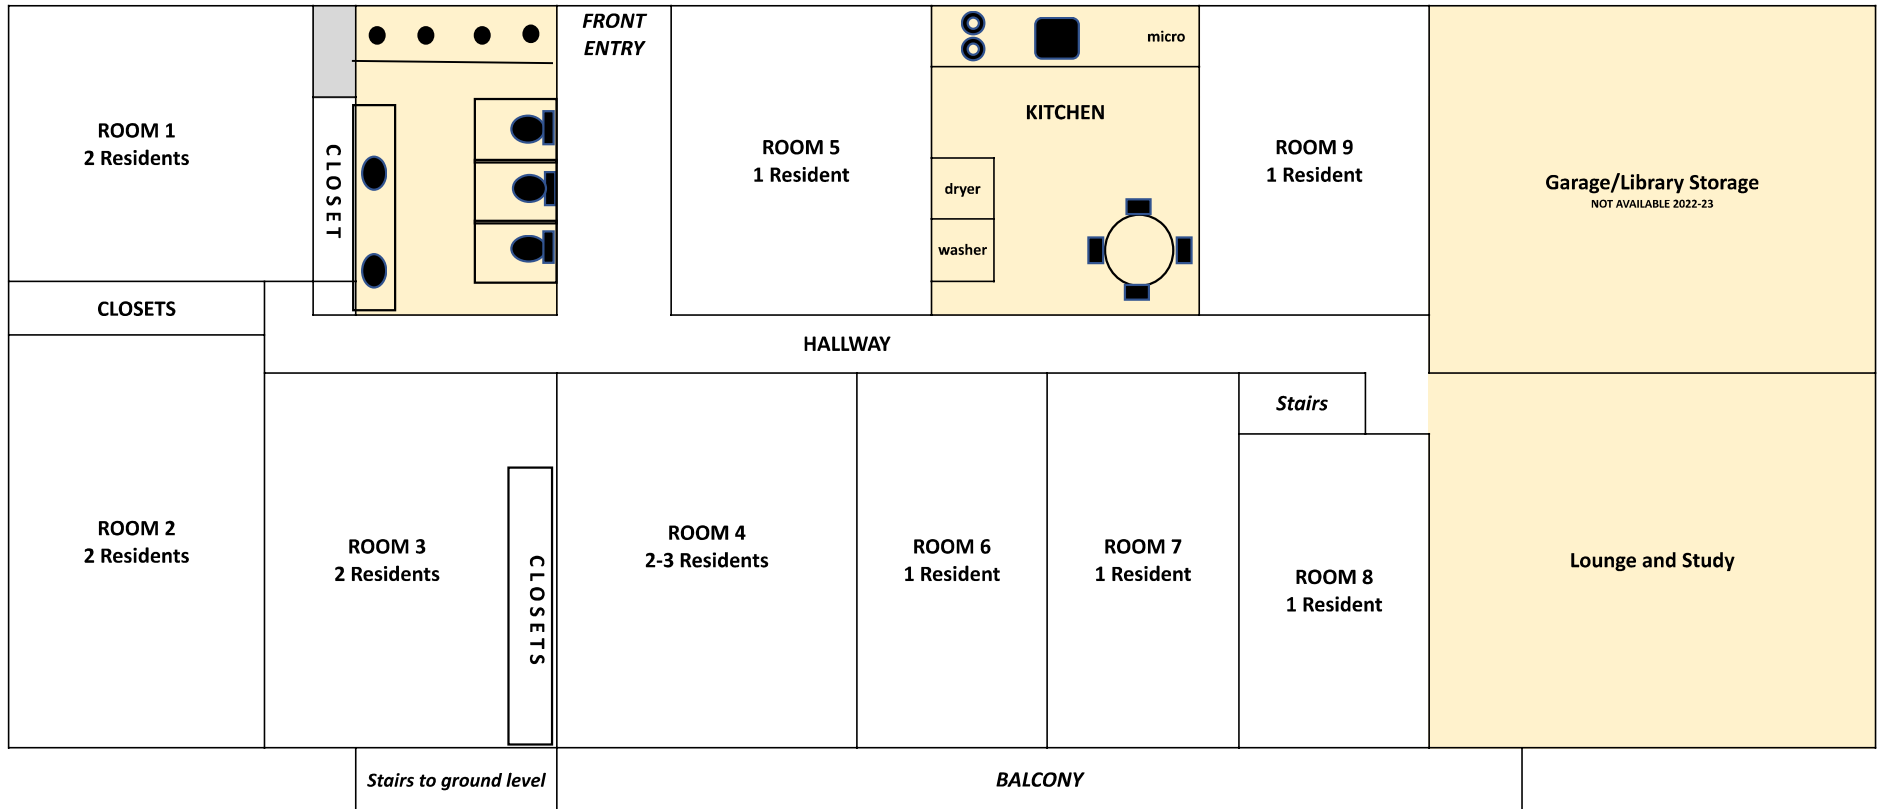 FRONT
ENTRY
micro
KITCHEN
ROOM 1
2 Residents
CLOSET
ROOM 5
1 Resident
dryer
washer
ROOM 9
1 Resident
Garage/Library Storage
NOT AVAILABLE 2022-23
CLOSETS
HALLWAY
Stairs
ROOM 2
2 Residents
ROOM 3
2 Residents
CLOSETS
ROOM 4
2-3 Residents
ROOM 6
1 Resident
ROOM 7
1 Resident
ROOM 8
1 Resident
Lounge and Study
Stairs to ground level
BALCONY